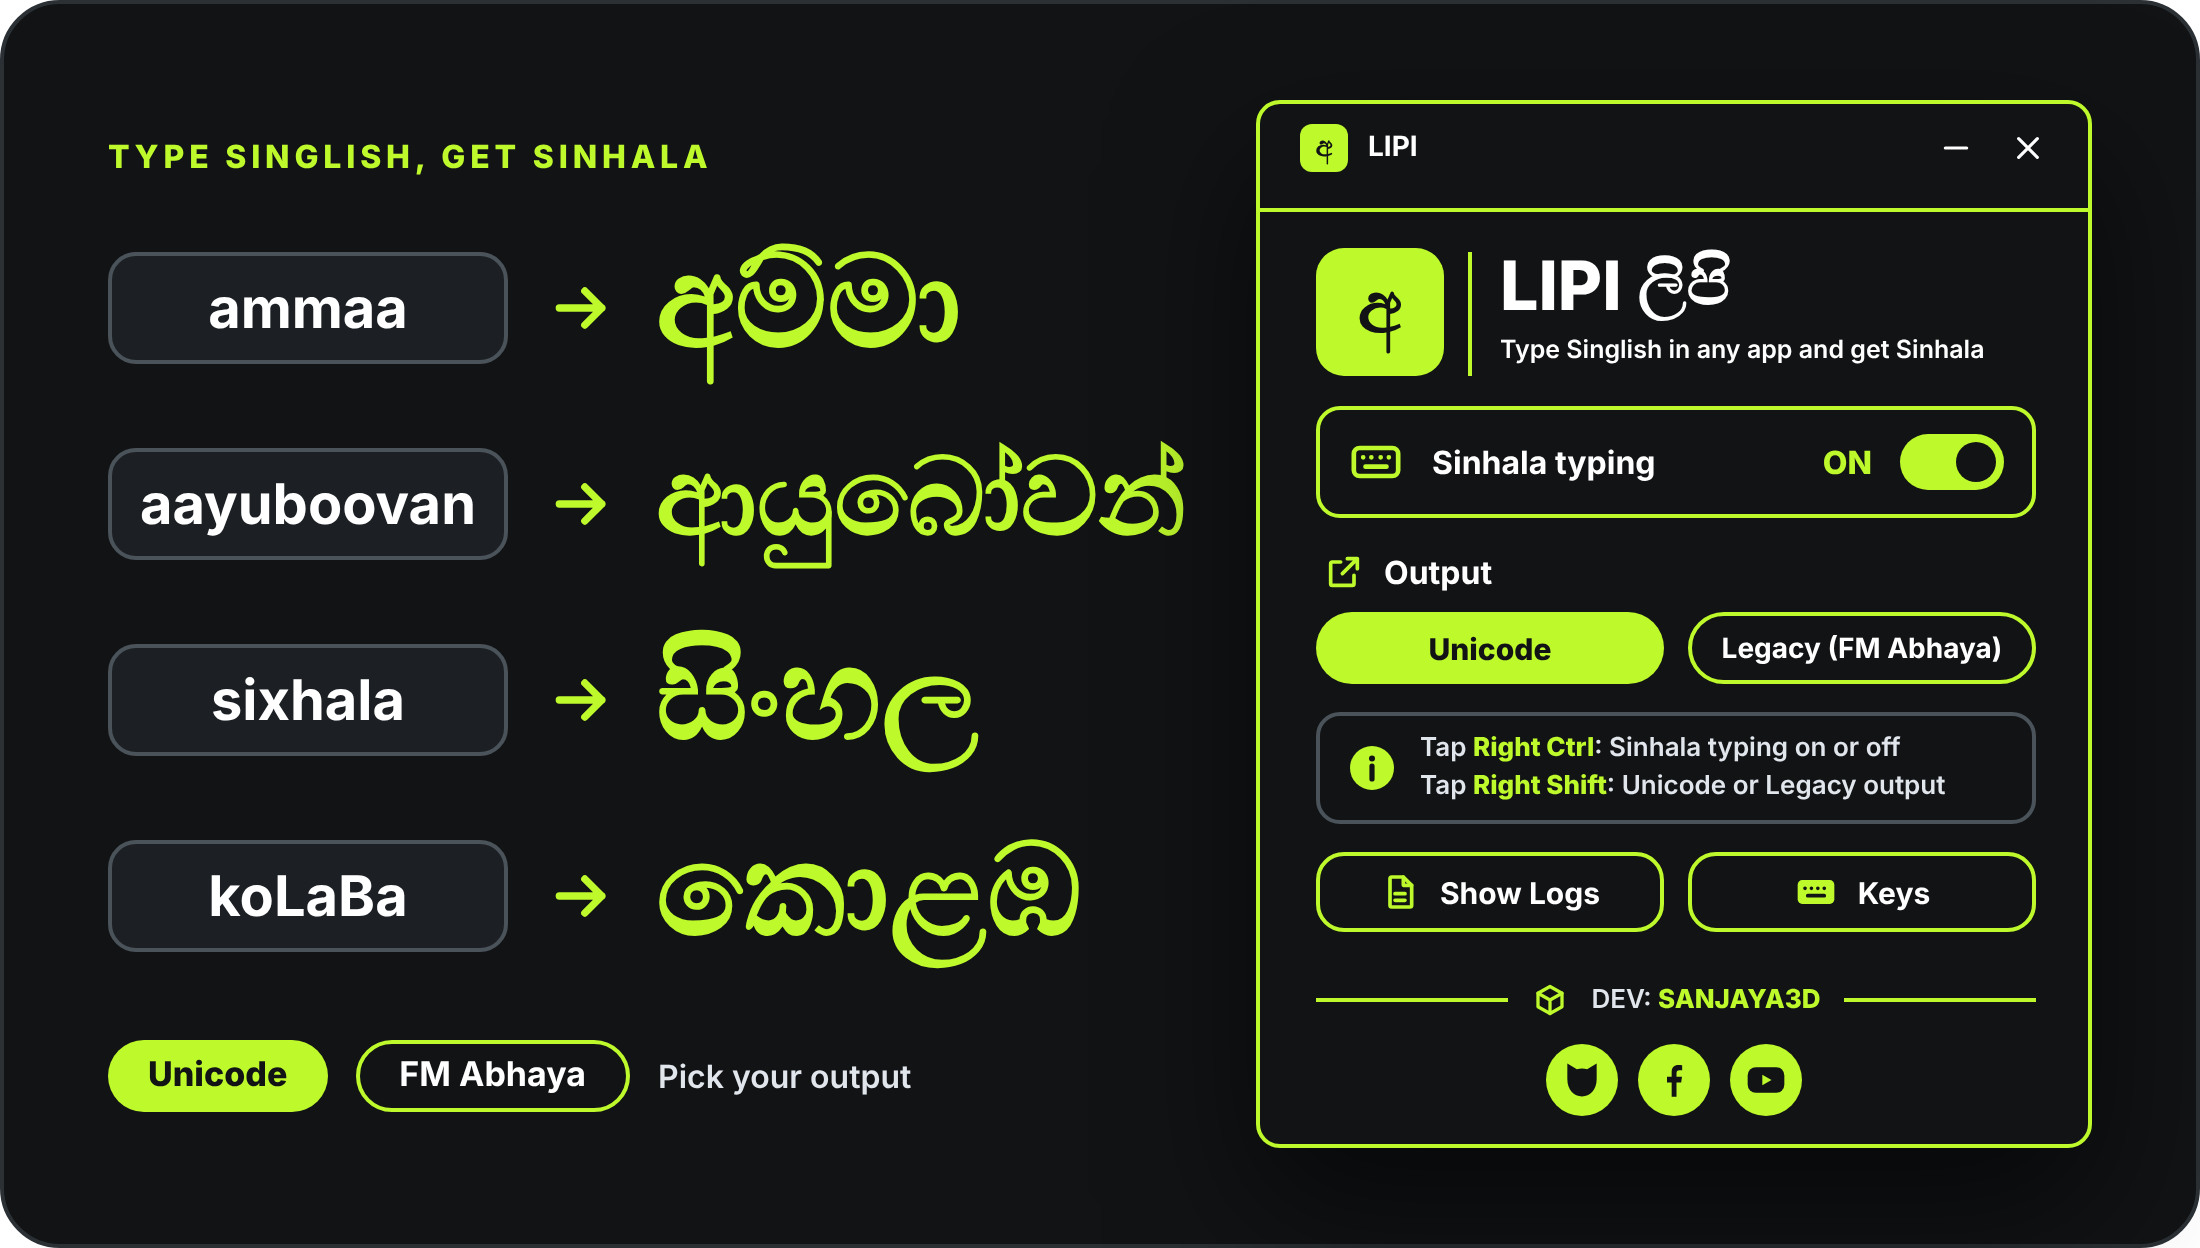 TYPE SINGLISH, GET SINHALA
ammaa → අම්මා
aayuboovan → ආයුබෝවන්
sixhala → සිංහල
koLaBa → කොළඹ
Unicode FM Abhaya Pick your output
අ LIPI
අ
LIPI ලිපි
Type Singlish in any app and get Sinhala
Sinhala typing ON
Output
Unicode Legacy (FM Abhaya)
Tap Right Ctrl: Sinhala typing on or off
Tap Right Shift: Unicode or Legacy output
Show Logs Keys
DEV: SANJAYA3D